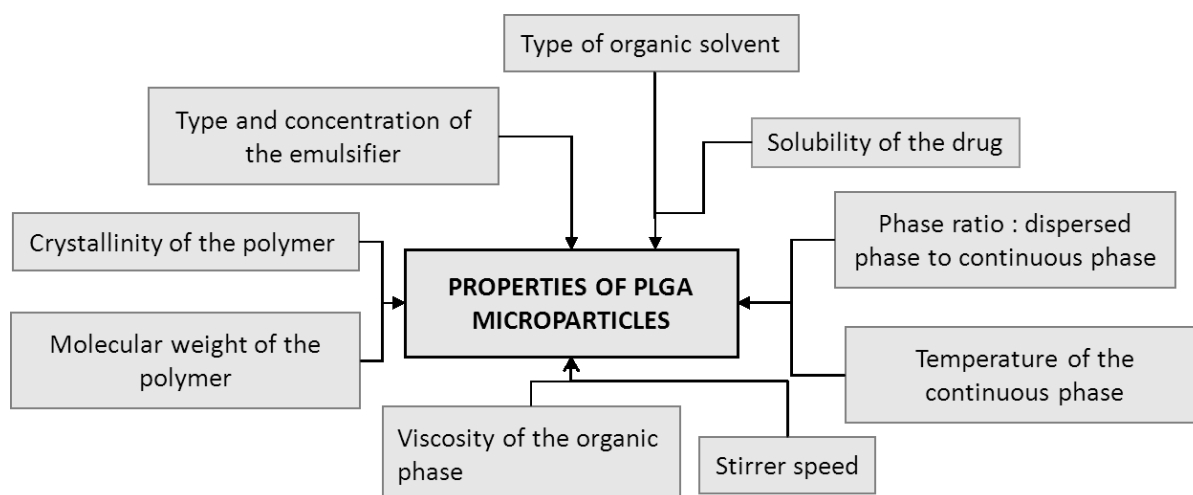 Type of organic solvent
Type and concentration of
the emulsifier
Solubility of the drug
Crystallinity of the polymer
Phase ratio : dispersed
phase to continuous phase
PROPERTIES OF PLGA
MICROPARTICLES
Molecular weight of the
polymer
Temperature of the
continuous phase
Viscosity of the organic
phase
Stirrer speed